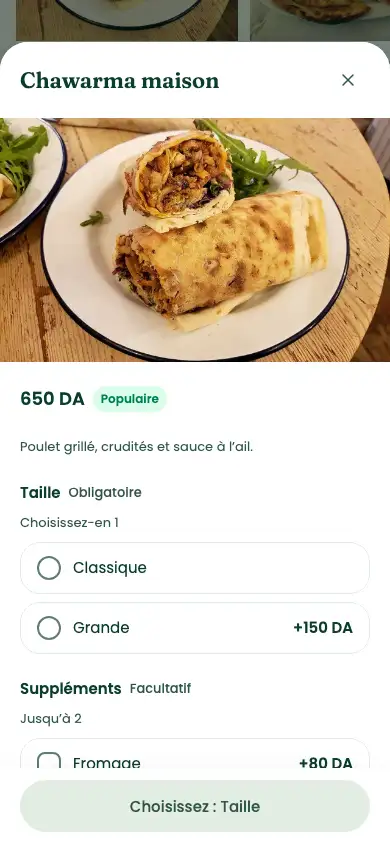 Chawarma maison
650 DA Populaire
Poulet grillé, crudités et sauce à l’ail.
Taille Obligatoire
Choisissez-en 1
Classique
Grande +150 DA
Suppléments Facultatif
Jusqu’à 2
Fromage +80 DA
Choisissez : Taille